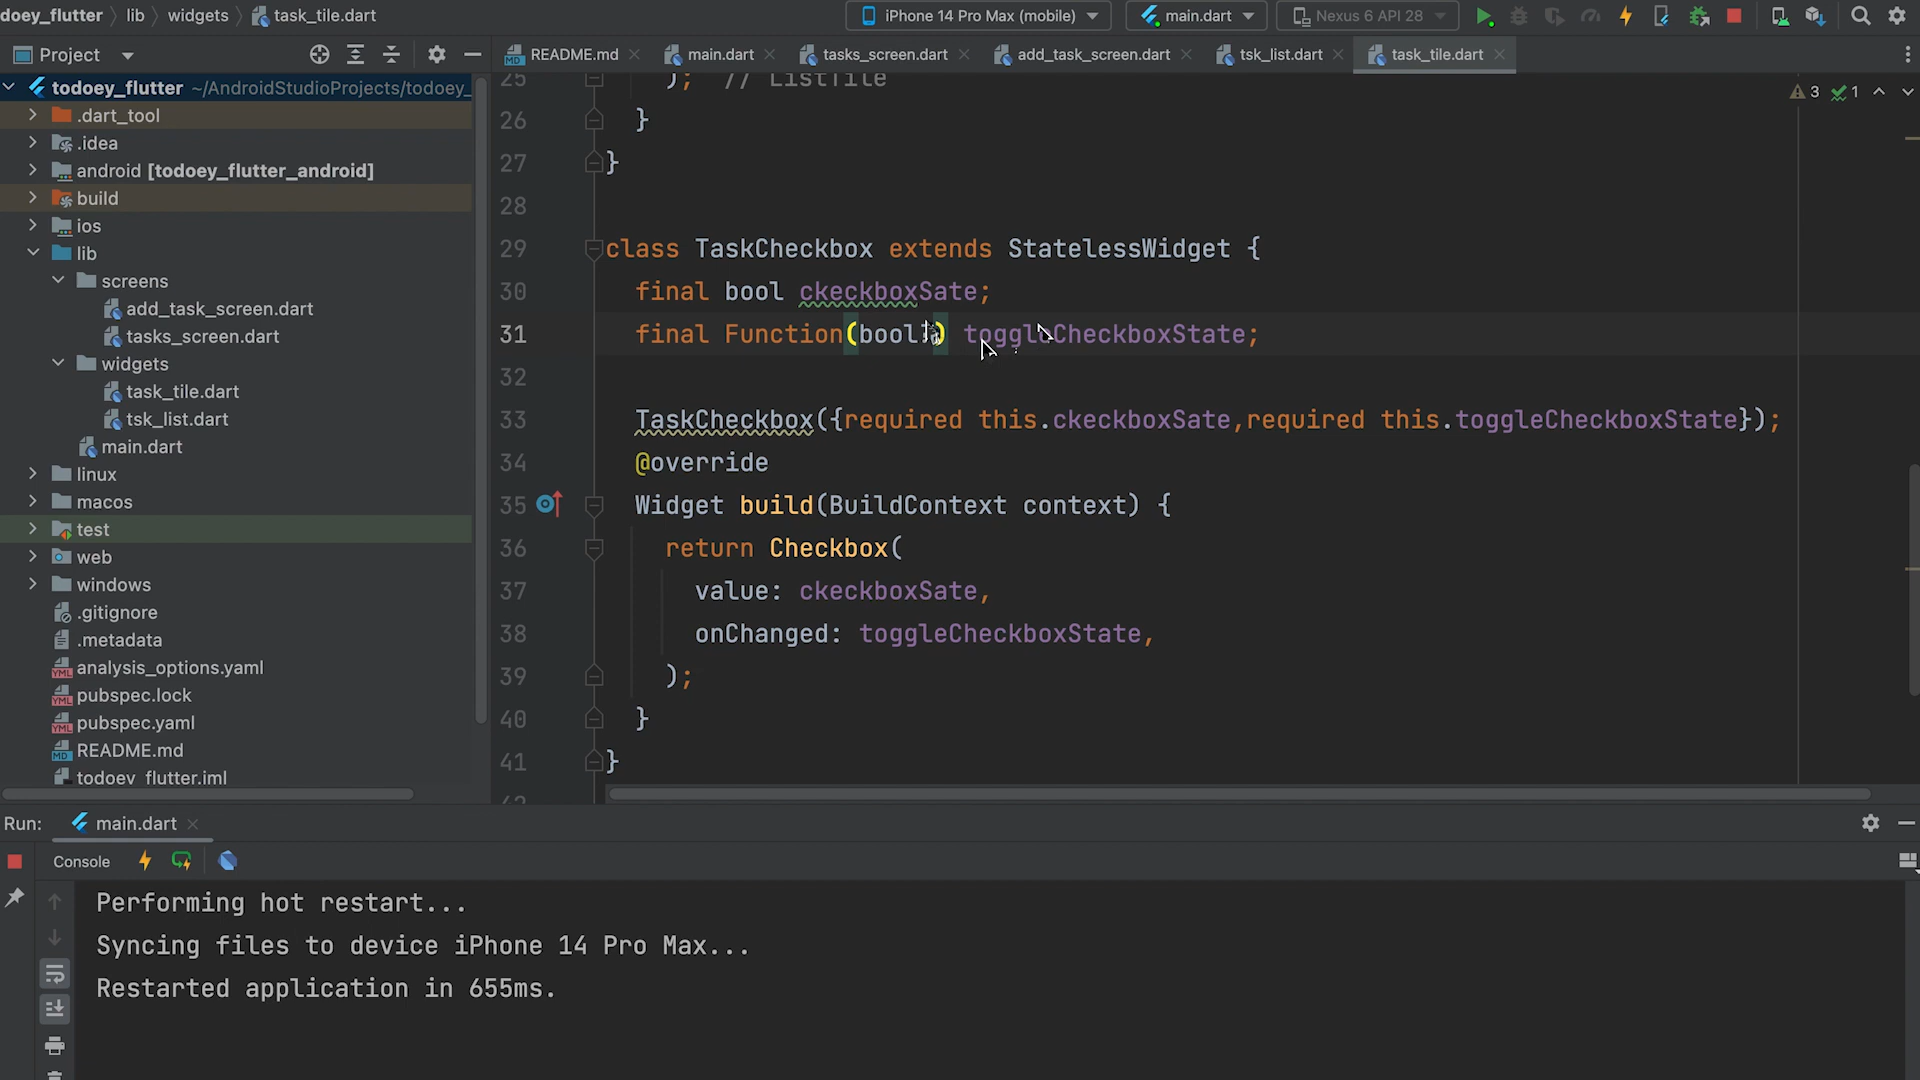 doey_flutter lib widgets task_tile.dart iPhone 14 Pro Max (mobile) main.dart Nexus 6 API 28
Project README.md main.dart tasks_screen.dart add_task_screen.dart tsk_list.dart task_tile.dart
todoey_flutter ~/AndroidStudioProjects/todoey_
.dart_tool
.idea
android [todoey_flutter_android]
build
ios
lib
screens
add_task_screen.dart
tasks_screen.dart
widgets
task_tile.dart
tsk_list.dart
main.dart
linux
macos
test
web
windows
.gitignore
.metadata
analysis_options.yaml
pubspec.lock
pubspec.yaml
README.md
todoey_flutter.iml
3 1
25 ); // ListTile
26 }
27 }
28
29 class TaskCheckbox extends StatelessWidget {
30 final bool ckeckboxSate;
31 final Function(bool?) toggleCheckboxState;
32
33 TaskCheckbox({required this.ckeckboxSate,required this.toggleCheckboxState});
34 @override
35 Widget build(BuildContext context) {
36 return Checkbox(
37 value: ckeckboxSate,
38 onChanged: toggleCheckboxState,
39 );
40 }
41 }
42
Run: main.dart
Console
Performing hot restart...
Syncing files to device iPhone 14 Pro Max...
Restarted application in 655ms.